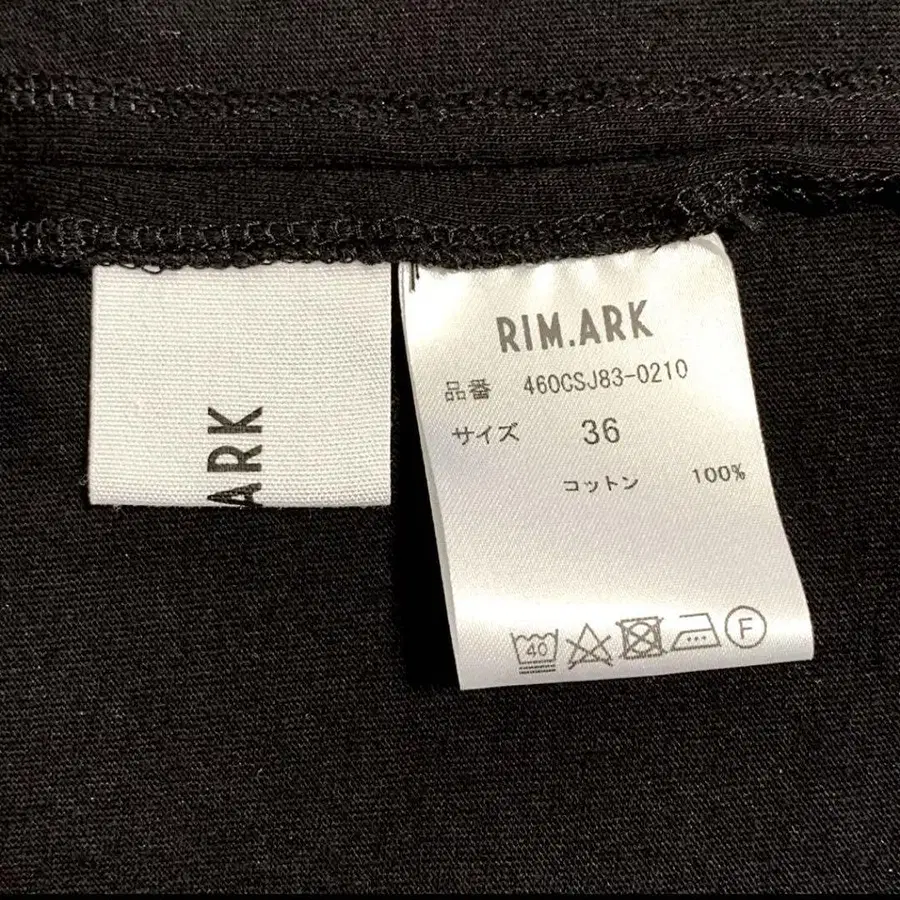 ARK
RIM.ARK
品番 460CSJ83-0210
サイズ 36
コットン 100%
40
F